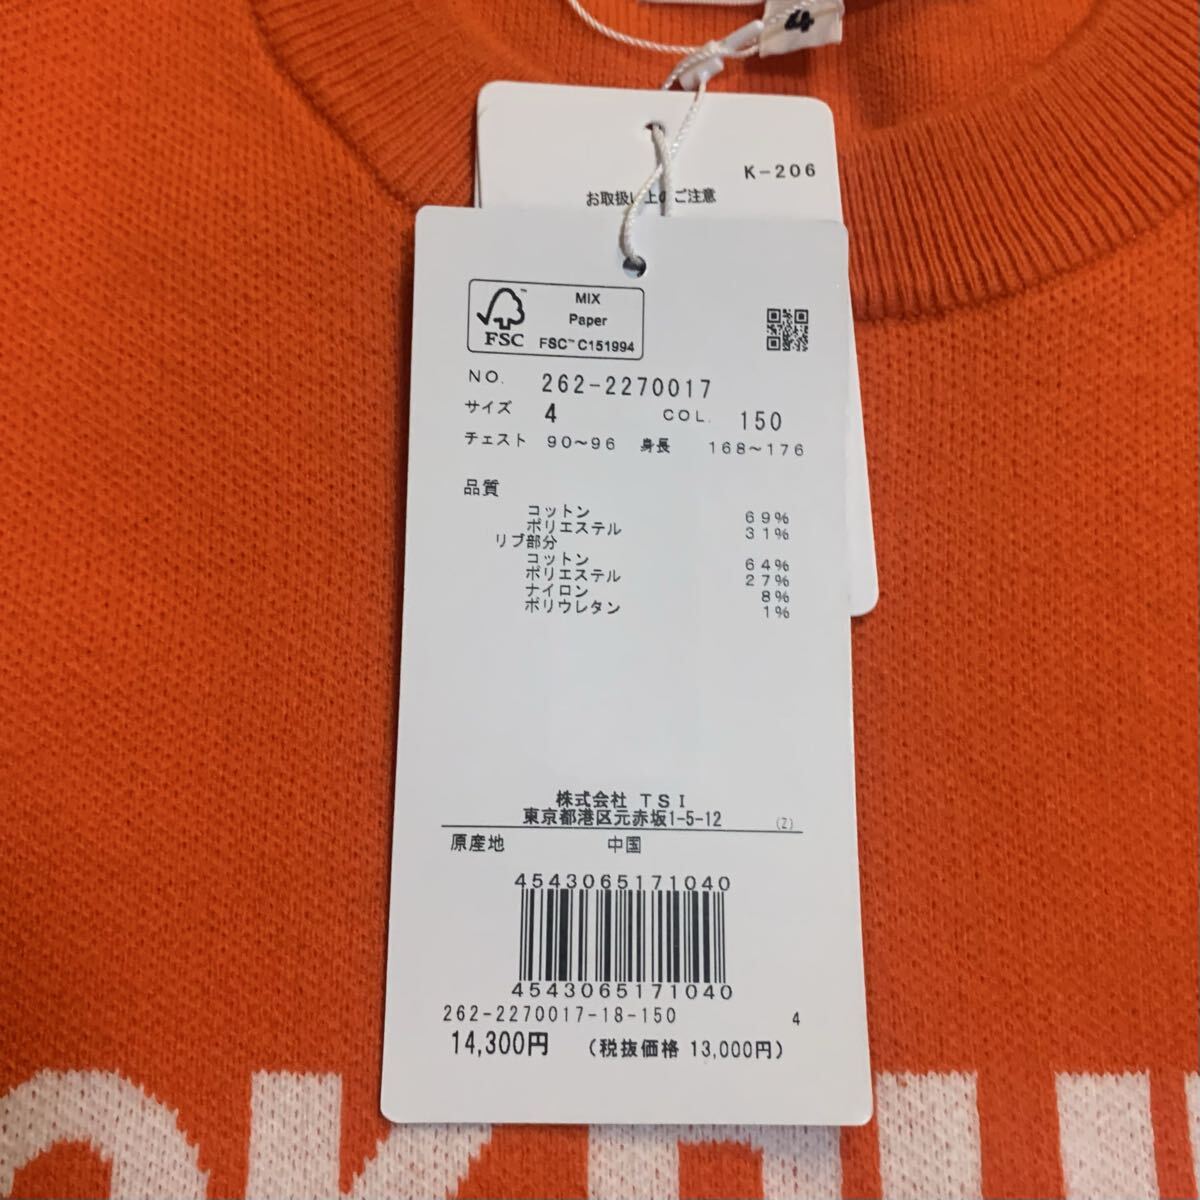 4
K-206
お取扱い上のご注意
MIX
Paper
FSC™ C151994
FSC
NO. 262-2270017
サイズ 4 COL. 150
チェスト 90～96 身長 168～176
品質
コットン 69%
ポリエステル 31%
リブ部分
コットン 64%
ポリエステル 27%
ナイロン 8%
ポリウレタン 1%
株式会社 TSI
東京都港区元赤坂1-5-12 (Z)
原産地 中国
4543065171040
4543065171040
262-2270017-18-150 4
14,300円 (税抜価格 13,000円)